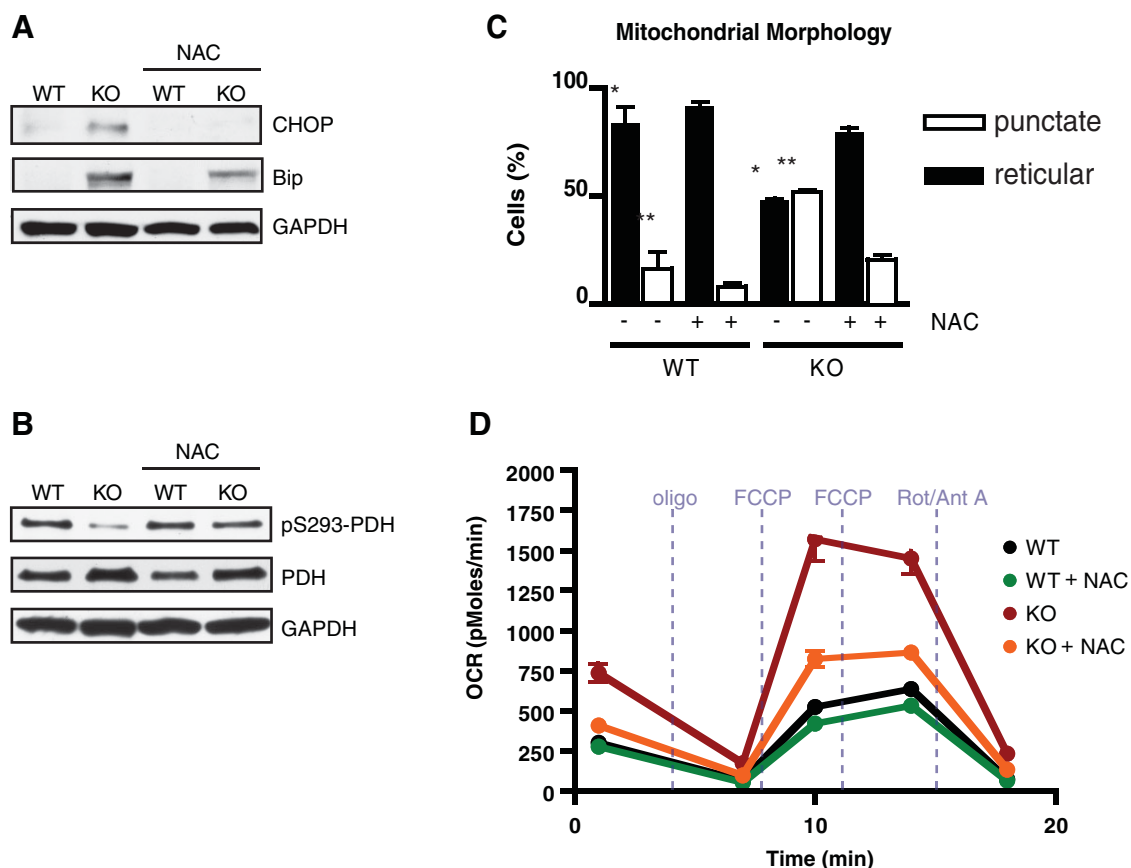 A
NAC
WT KO WT KO
CHOP
Bip
GAPDH
B
NAC
WT KO WT KO
pS293-PDH
PDH
GAPDH
C
Mitochondrial Morphology
Cells (%)
100
50
0
*
**
* **
punctate
reticular
- - + + - - + + NAC
WT KO
D
OCR (pMoles/min)
2000
1750
1500
1250
1000
750
500
250
0
oligo FCCP FCCP Rot/Ant A
WT
WT + NAC
KO
KO + NAC
0 10 20
Time (min)